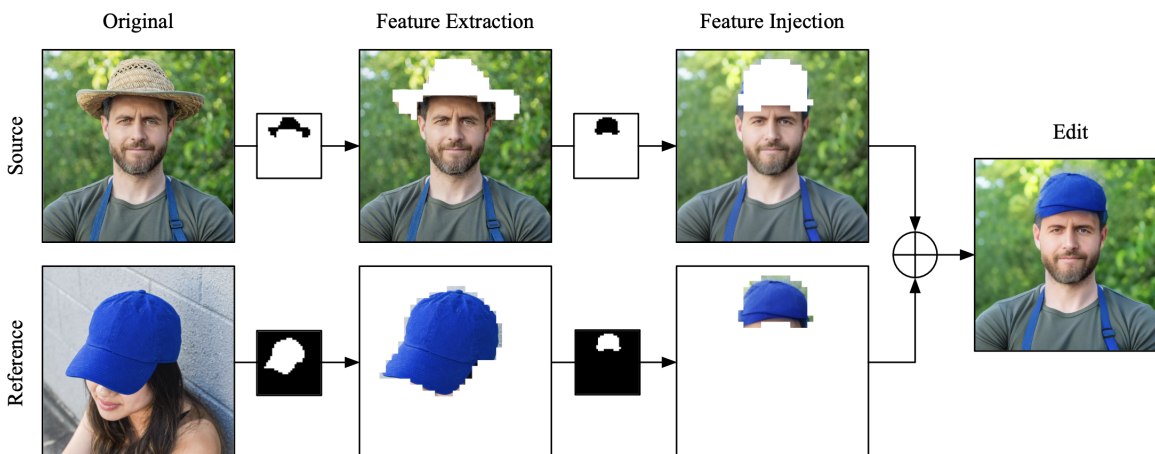 Original
Feature Extraction
Feature Injection
Source
Edit
Reference